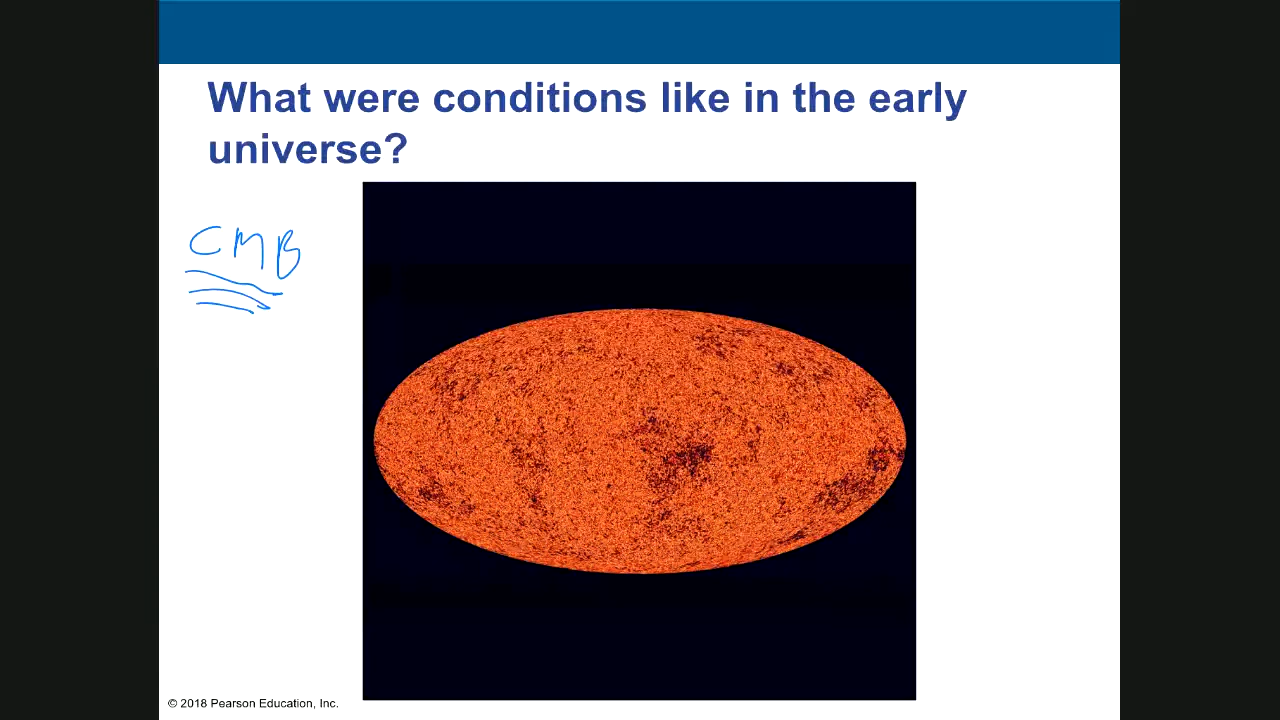 What were conditions like in the early
universe?
CMB
© 2018 Pearson Education, Inc.